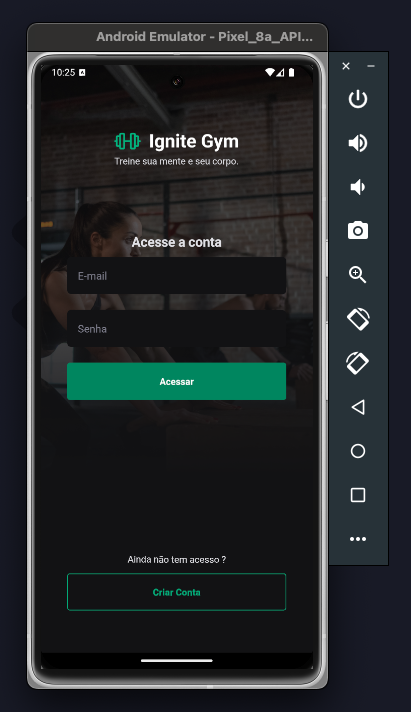 Android Emulator - Pixel_8a_API...
10:25
Ignite Gym
Treine sua mente e seu corpo.
Acesse a conta
E-mail
Senha
Acessar
Ainda não tem acesso ?
Criar Conta